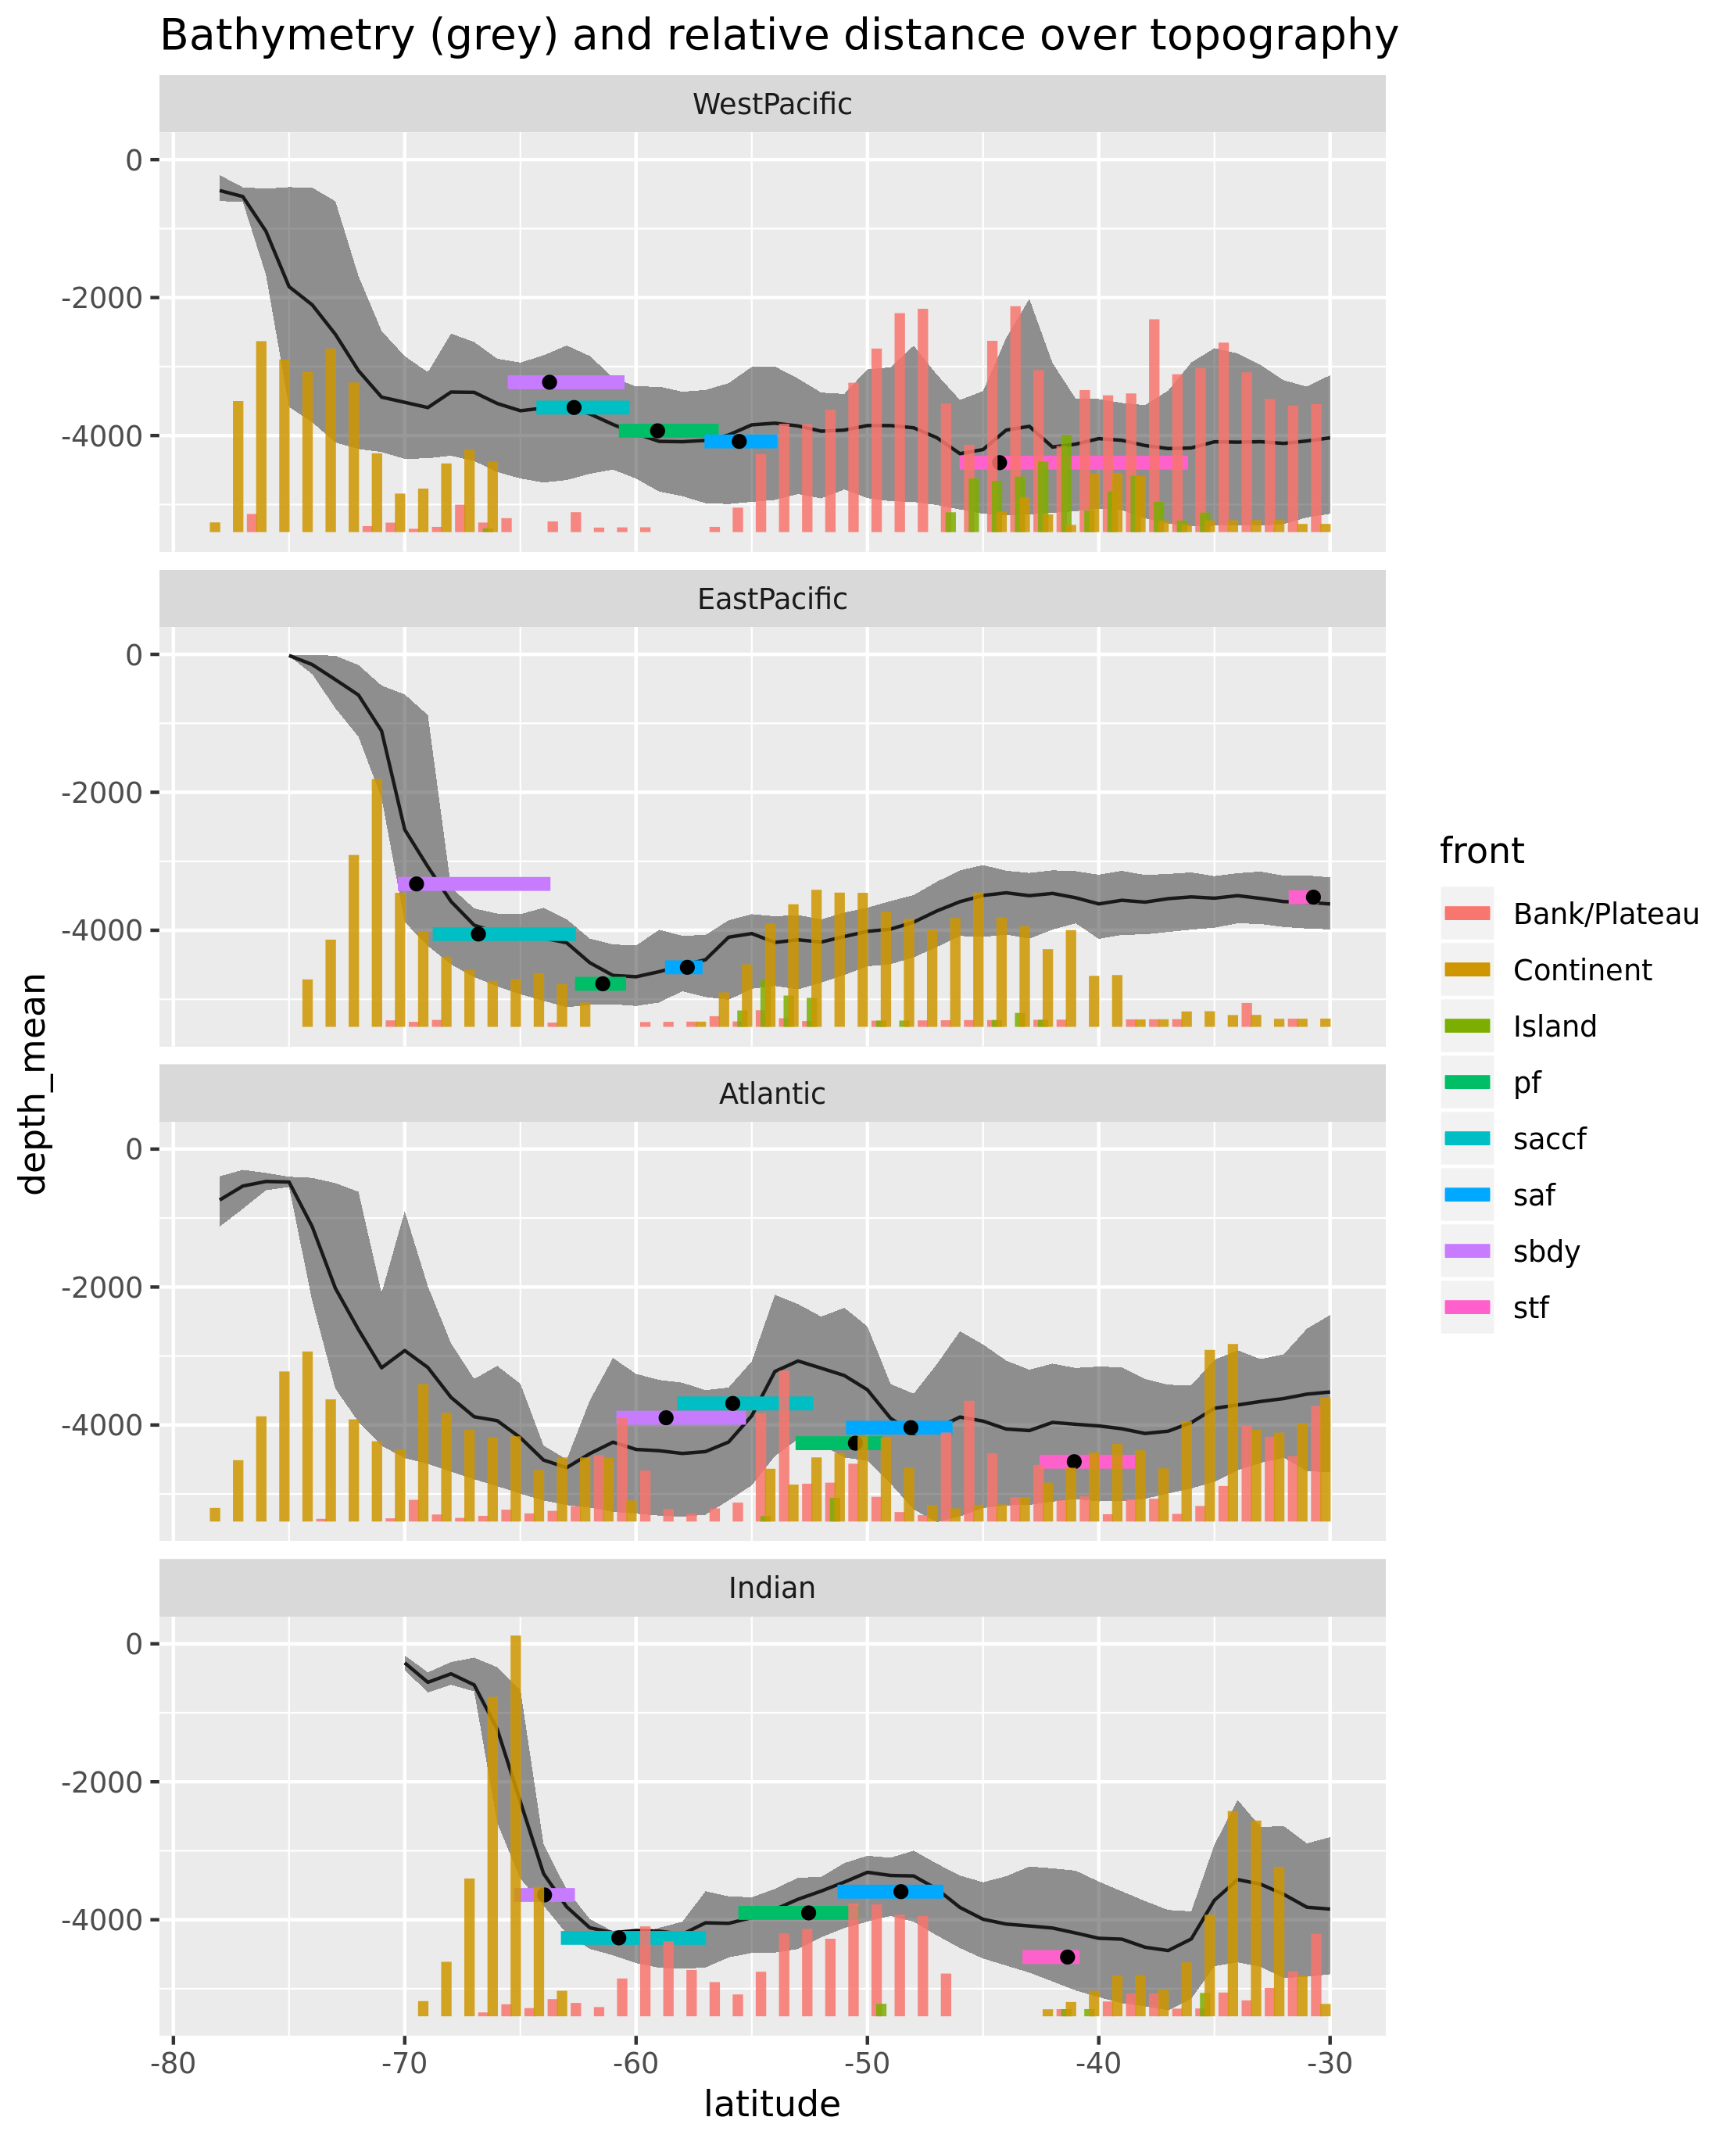 Bathymetry (grey) and relative distance over topography
WestPacific
0
-2000
-4000
EastPacific
0
-2000
-4000
Atlantic
0
-2000
-4000
Indian
0
-2000
-4000
-80 -70 -60 -50 -40 -30
latitude
depth_mean
front
Bank/Plateau
Continent
Island
pf
saccf
saf
sbdy
stf